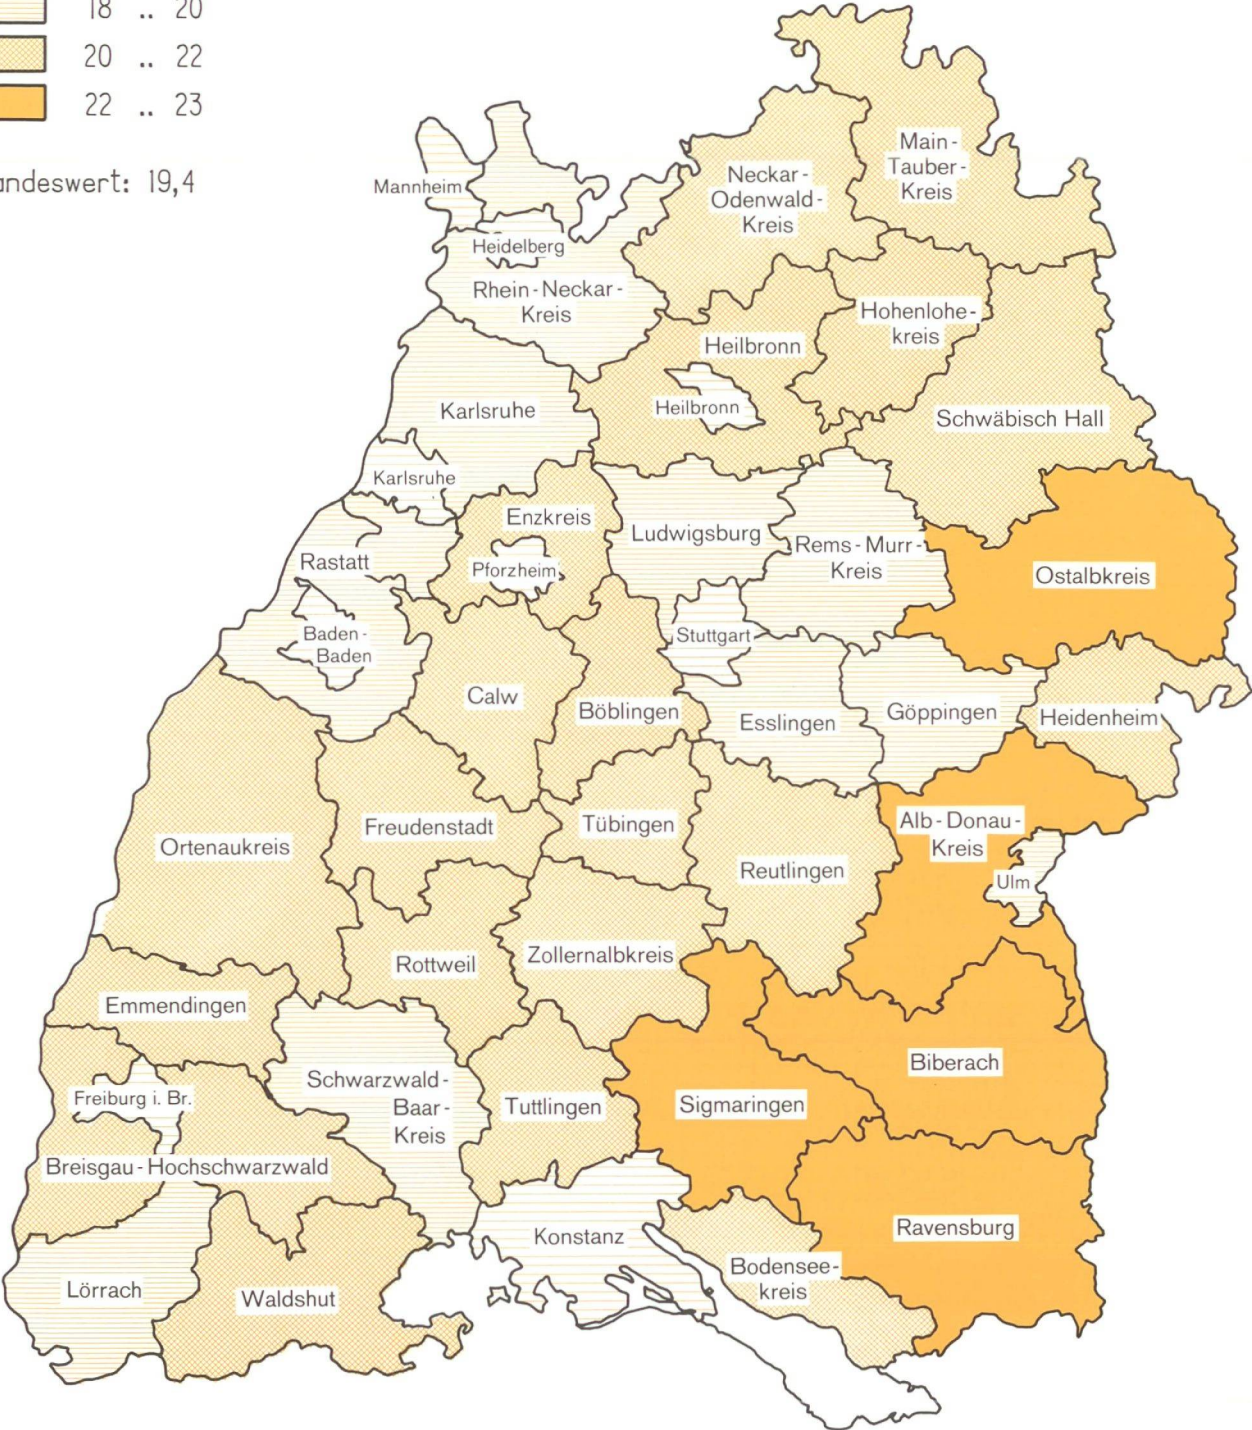 18 .. 20
20 .. 22
22 .. 23
andeswert: 19,4
Main-
Tauber-
Kreis
Neckar-
Odenwald-
Kreis
Mannheim
Heidelberg
Rhein-Neckar-
Kreis
Hohenlohe-
kreis
Heilbronn
Heilbronn
Karlsruhe
Schwäbisch Hall
Karlsruhe
Enzkreis
Ludwigsburg
Rems-Murr-
Kreis
Rastatt
Pforzheim
Ostalbkreis
Baden-
Baden
Stuttgart
Calw
Böblingen
Esslingen
Göppingen
Heidenheim
Freudenstadt
Tübingen
Alb-Donau-
Kreis
Ortenaukreis
Reutlingen
Ulm
Rottweil
Zollernalbkreis
Emmendingen
Biberach
Schwarzwald-
Baar-
Kreis
Freiburg i. Br.
Tuttlingen
Sigmaringen
Breisgau-Hochschwarzwald
Konstanz
Ravensburg
Lörrach
Waldshut
Bodensee-
kreis